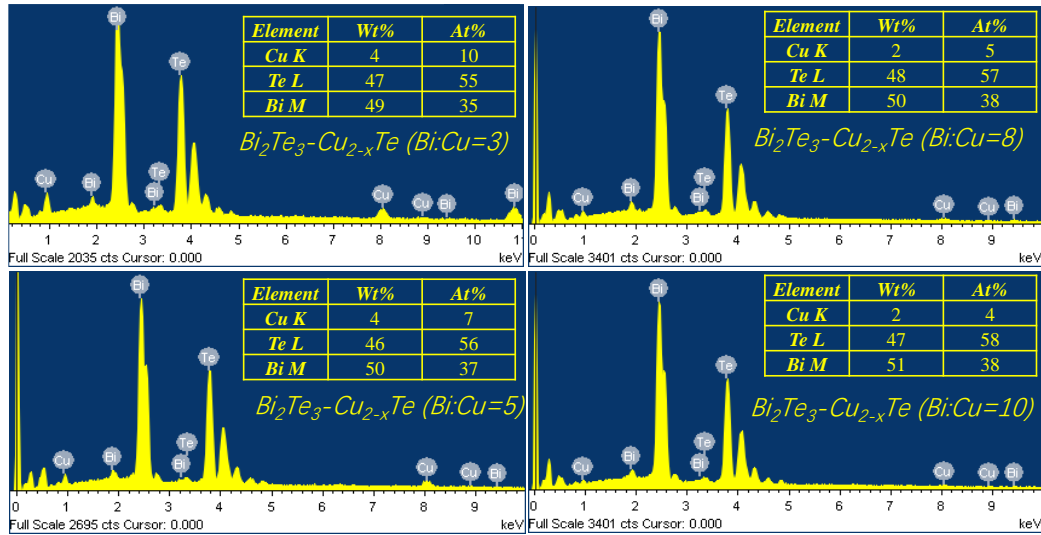 Bi
Te
Cu
Bi
Te
Bi
Cu
Cu
Bi
Bi
Element Wt% At%
Cu K 4 10
Te L 47 55
Bi M 49 35
Bi₂Te₃-Cu₂₋ₓTe (Bi:Cu=3)
1 2 3 4 5 6 7 8 9 10 11
Full Scale 2035 cts Cursor: 0.000 keV
Bi
Te
Cu
Bi
Te
Bi
Cu
Cu
Bi
Element Wt% At%
Cu K 2 5
Te L 48 57
Bi M 50 38
Bi₂Te₃-Cu₂₋ₓTe (Bi:Cu=8)
0 1 2 3 4 5 6 7 8 9
Full Scale 3401 cts Cursor: 0.000 keV
Bi
Te
Cu
Bi
Te
Bi
Cu
Cu
Bi
Element Wt% At%
Cu K 4 7
Te L 46 56
Bi M 50 37
Bi₂Te₃-Cu₂₋ₓTe (Bi:Cu=5)
0 1 2 3 4 5 6 7 8 9
Full Scale 2695 cts Cursor: 0.000 keV
Bi
Te
Cu
Bi
Te
Bi
Cu
Cu
Bi
Element Wt% At%
Cu K 2 4
Te L 47 58
Bi M 51 38
Bi₂Te₃-Cu₂₋ₓTe (Bi:Cu=10)
0 1 2 3 4 5 6 7 8 9
Full Scale 3401 cts Cursor: 0.000 keV